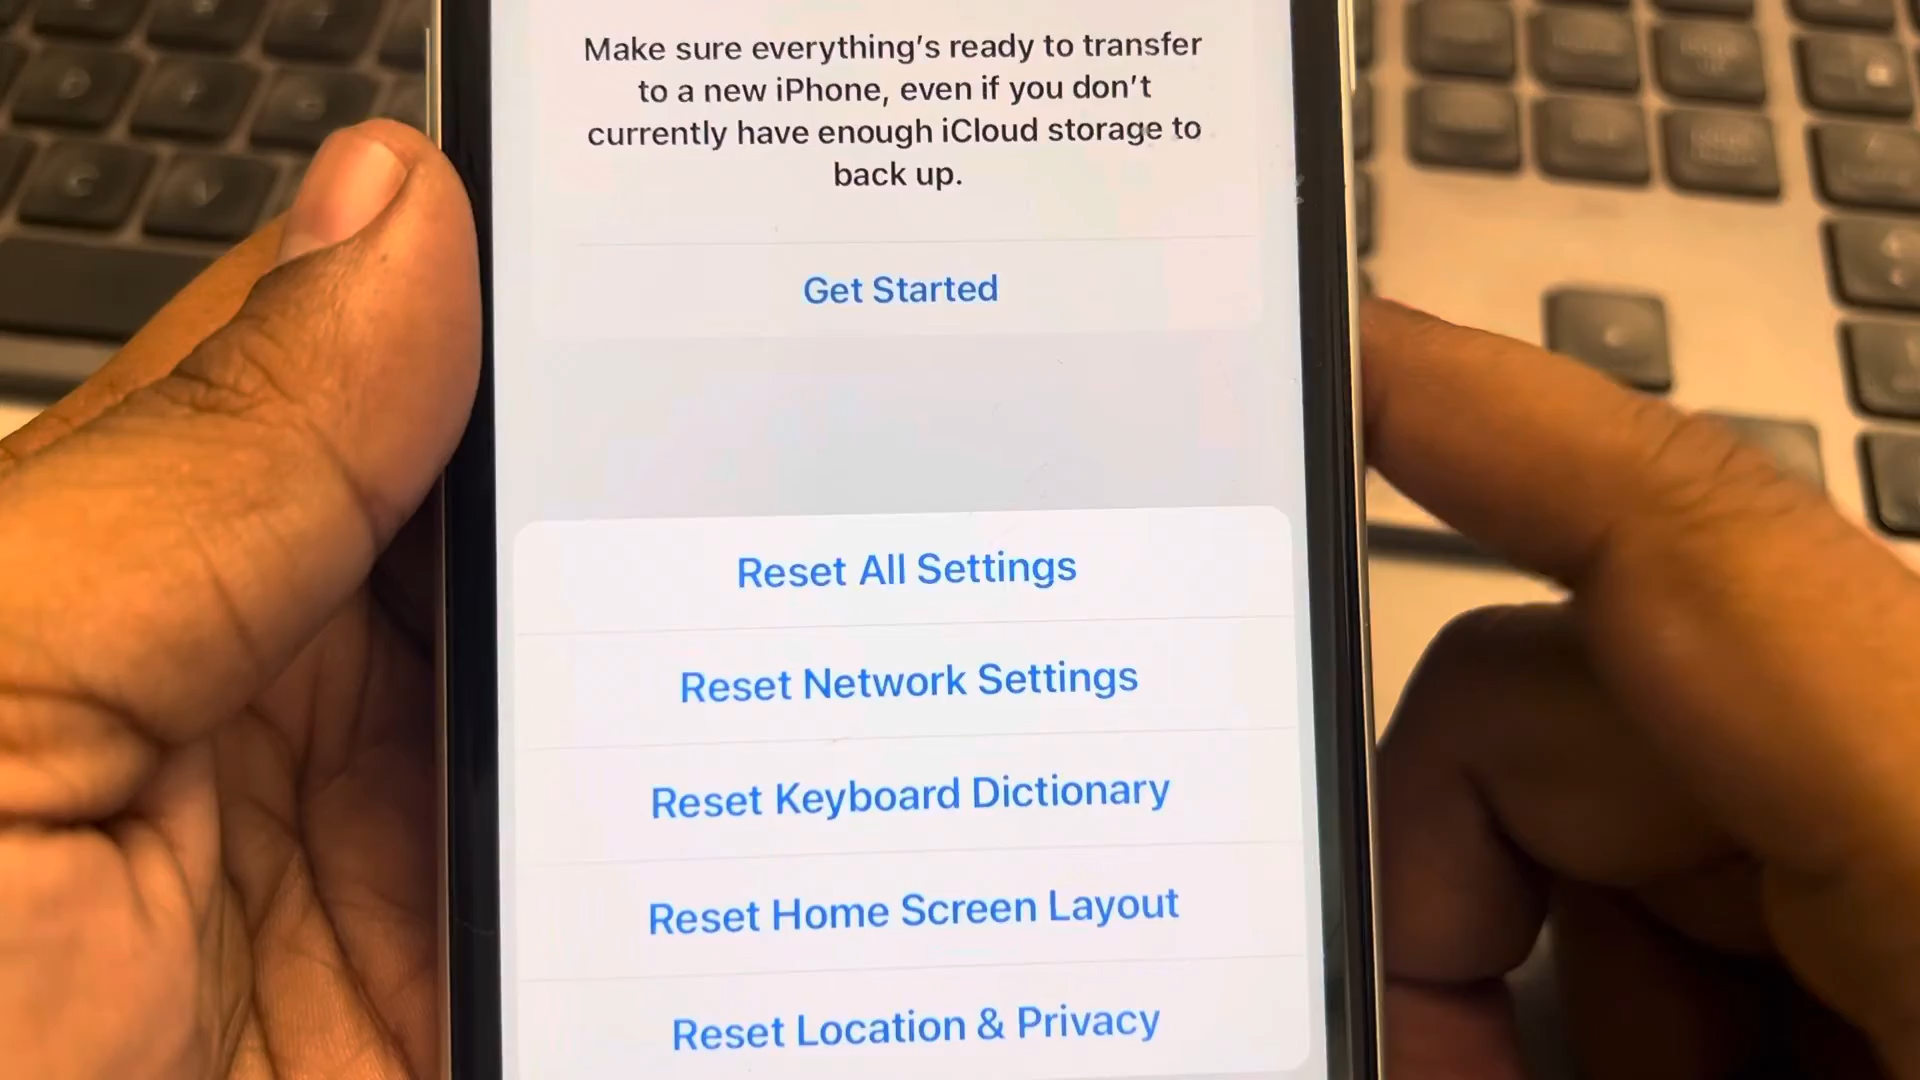 Make sure everything's ready to transfer
to a new iPhone, even if you don't
currently have enough iCloud storage to
back up.
Get Started
Reset All Settings
Reset Network Settings
Reset Keyboard Dictionary
Reset Home Screen Layout
Reset Location & Privacy